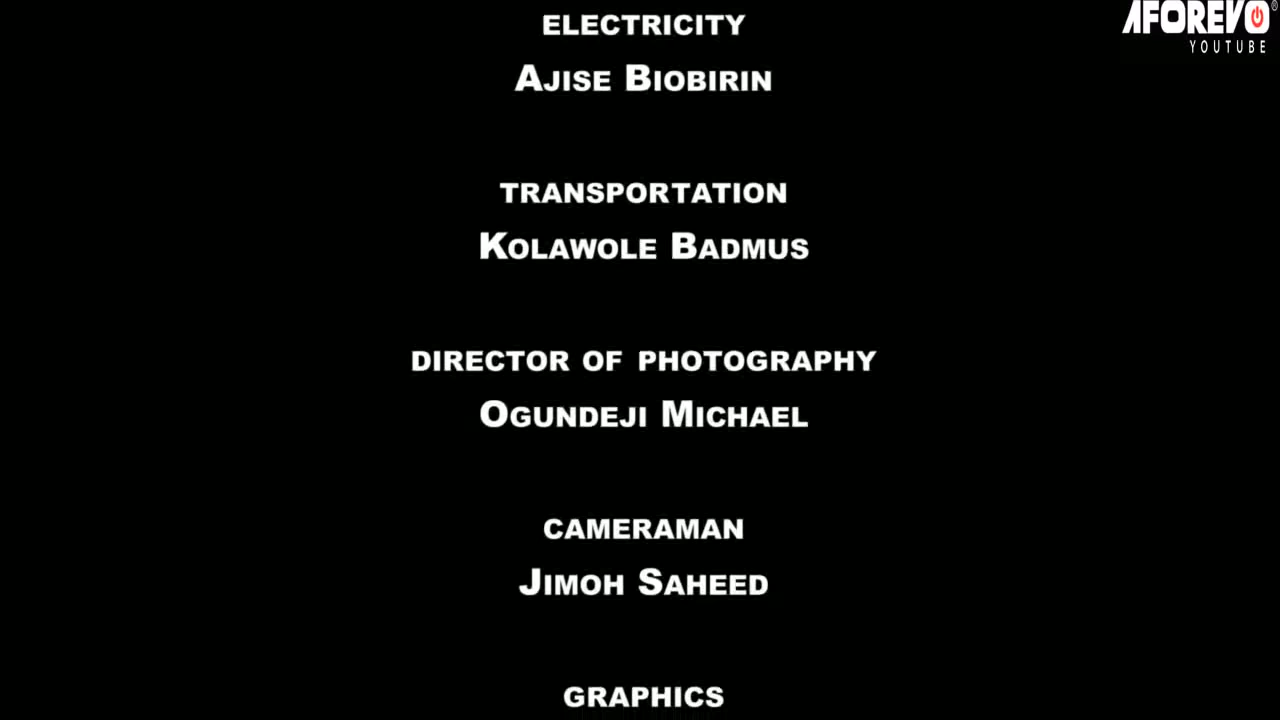 AFOREVO®
YOUTUBE
ELECTRICITY
AJISE BIOBIRIN
TRANSPORTATION
KOLAWOLE BADMUS
DIRECTOR OF PHOTOGRAPHY
OGUNDEJI MICHAEL
CAMERAMAN
JIMOH SAHEED
GRAPHICS